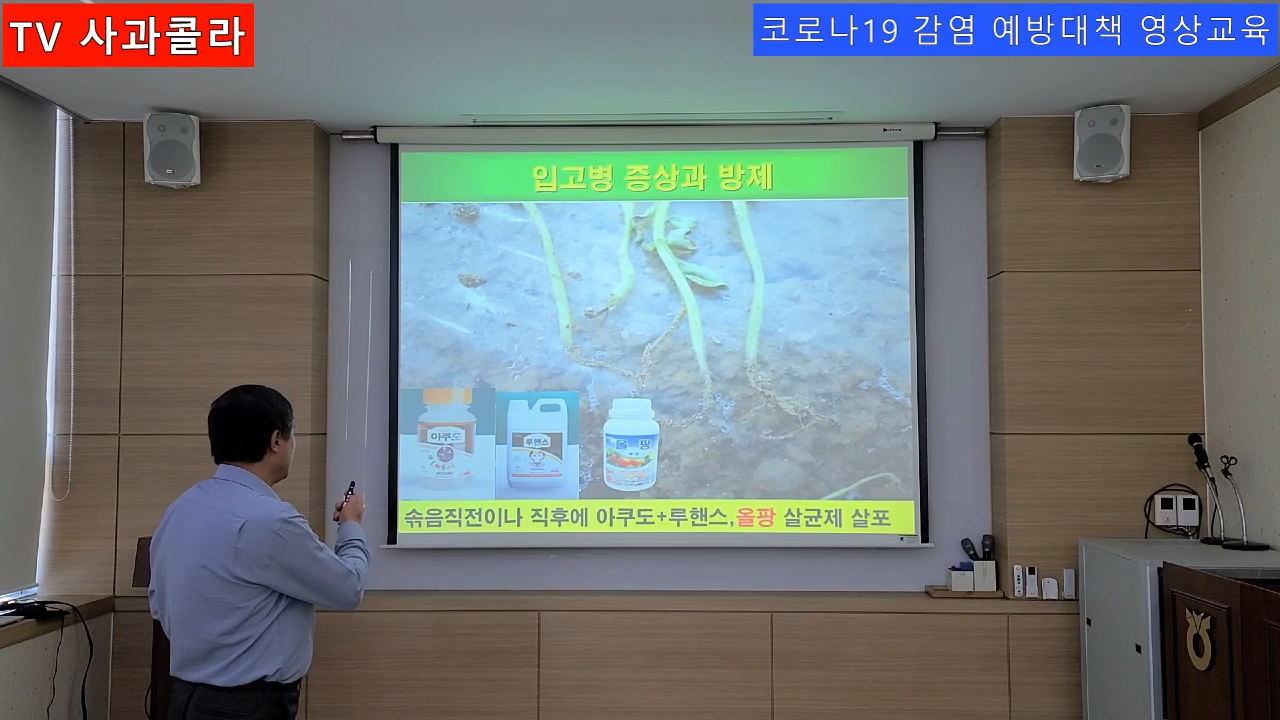 TV 사과콜라
코로나19 감염 예방대책 영상교육
입고병 증상과 방제
아쿠도
루핸스
올 팡
솎음직전이나 직후에 아쿠도+루핸스,올팡 살균제 살포